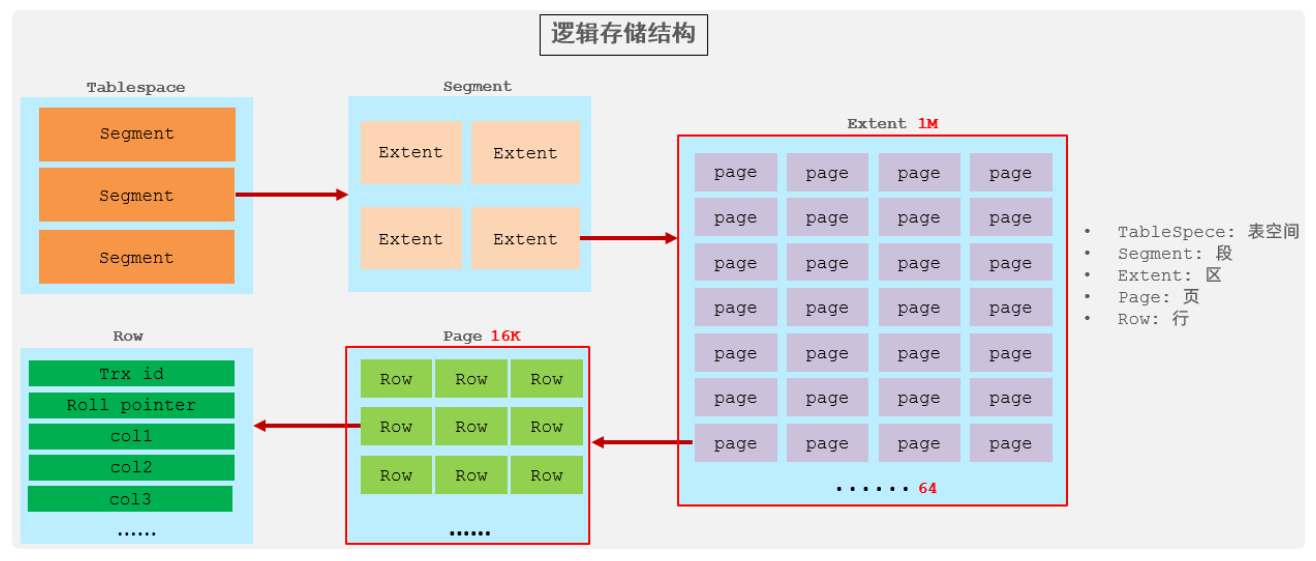 逻辑存储结构
Tablespace
Segment
Segment
Segment
Segment
Extent Extent
Extent Extent
Extent 1M
page page page page
page page page page
page page page page
page page page page
page page page page
page page page page
page page page page
······ 64
• TableSpece: 表空间
• Segment: 段
• Extent: 区
• Page: 页
• Row: 行
Row
Trx id
Roll pointer
col1
col2
col3
······
Page 16K
Row Row Row
Row Row Row
Row Row Row
······